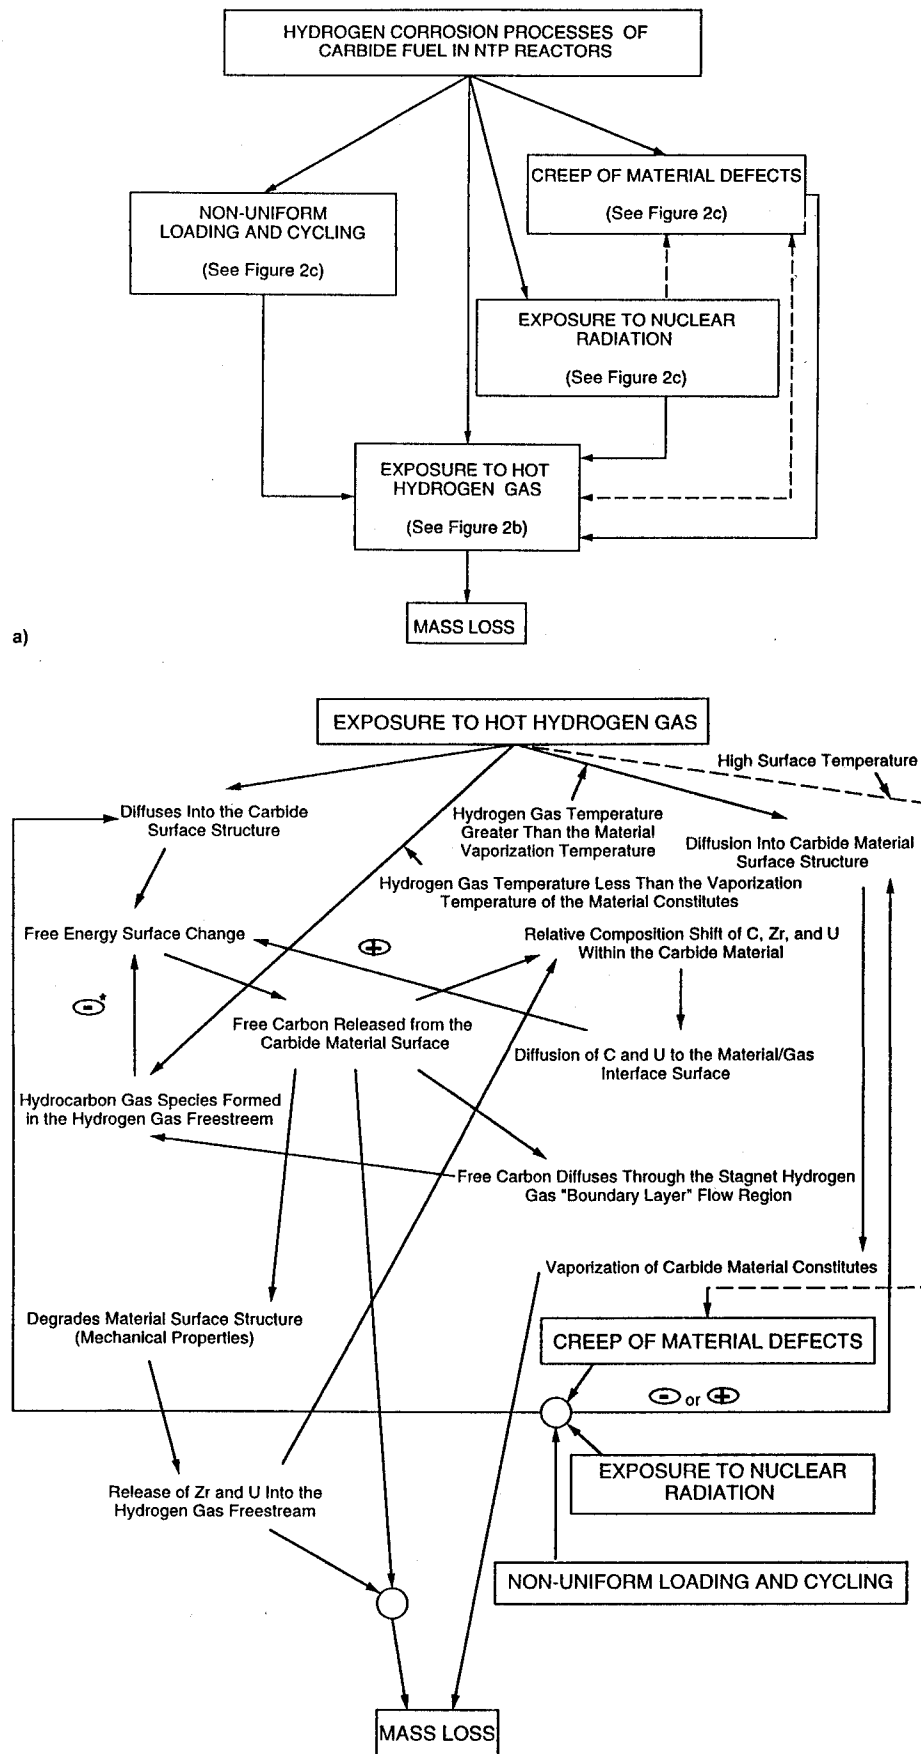 HYDROGEN CORROSION PROCESSES OF
CARBIDE FUEL IN NTP REACTORS
CREEP OF MATERIAL DEFECTS
(See Figure 2c)
NON-UNIFORM
LOADING AND CYCLING
(See Figure 2c)
EXPOSURE TO NUCLEAR
RADIATION
(See Figure 2c)
EXPOSURE TO HOT
HYDROGEN GAS
(See Figure 2b)
MASS LOSS
a)
EXPOSURE TO HOT HYDROGEN GAS
High Surface Temperature
Diffuses Into the Carbide
Surface Structure
Hydrogen Gas Temperature
Greater Than the Material
Vaporization Temperature
Diffusion Into Carbide Material
Surface Structure
Hydrogen Gas Temperature Less Than the Vaporization
Temperature of the Material Constitutes
Free Energy Surface Change
+
Relative Composition Shift of C, Zr, and U
Within the Carbide Material
-*
Free Carbon Released from the
Carbide Material Surface
Diffusion of C and U to the Material/Gas
Interface Surface
Hydrocarbon Gas Species Formed
in the Hydrogen Gas Freestreem
Free Carbon Diffuses Through the Stagnet Hydrogen
Gas "Boundary Layer" Flow Region
Vaporization of Carbide Material Constitutes
Degrades Material Surface Structure
(Mechanical Properties)
CREEP OF MATERIAL DEFECTS
- or +
EXPOSURE TO NUCLEAR
RADIATION
Release of Zr and U Into the
Hydrogen Gas Freestream
NON-UNIFORM LOADING AND CYCLING
MASS LOSS